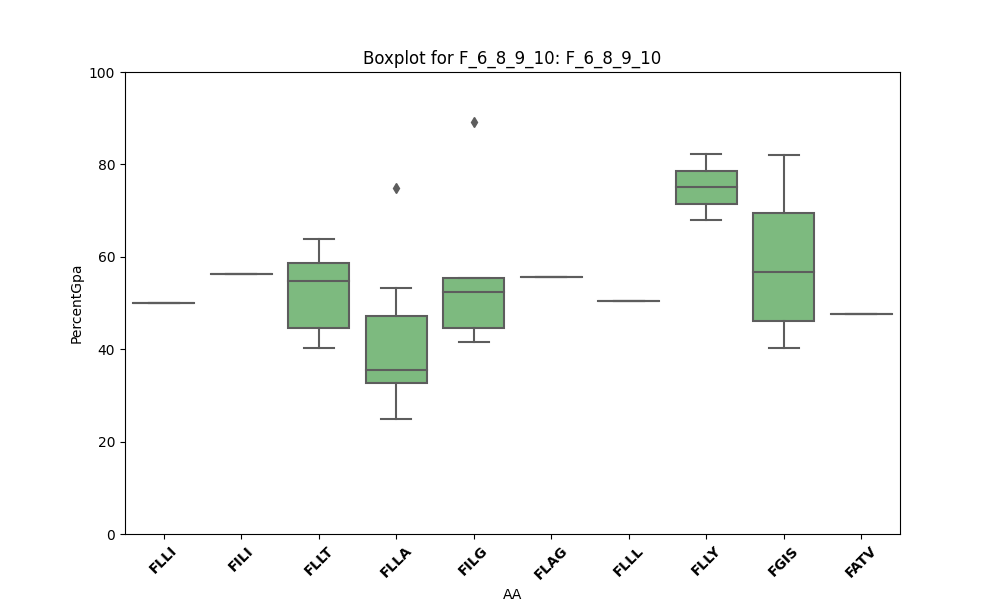 Boxplot for F_6_8_9_10: F_6_8_9_10
100
80
60
40
20
0
PercentGpa
FLLI
FILI
FLLT
FLLA
FILG
FLAG
FLLL
FLLY
FGIS
FATV
AA